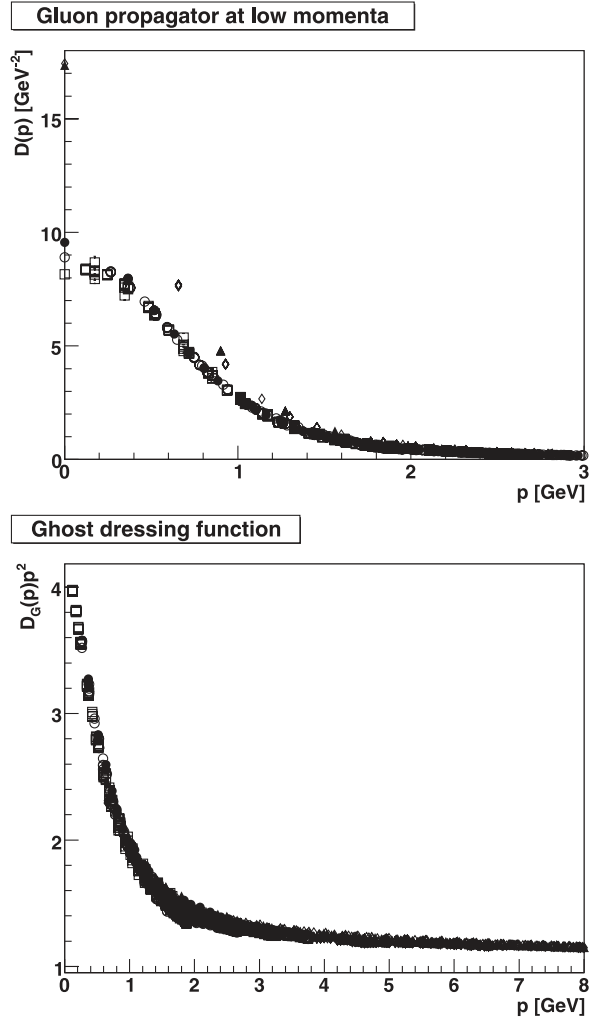 Gluon propagator at low momenta
D(p) [GeV-2]
15
10
5
0
0 1 2 3
p [GeV]
Ghost dressing function
DG(p)p2
4
3
2
1
0 1 2 3 4 5 6 7 8
p [GeV]